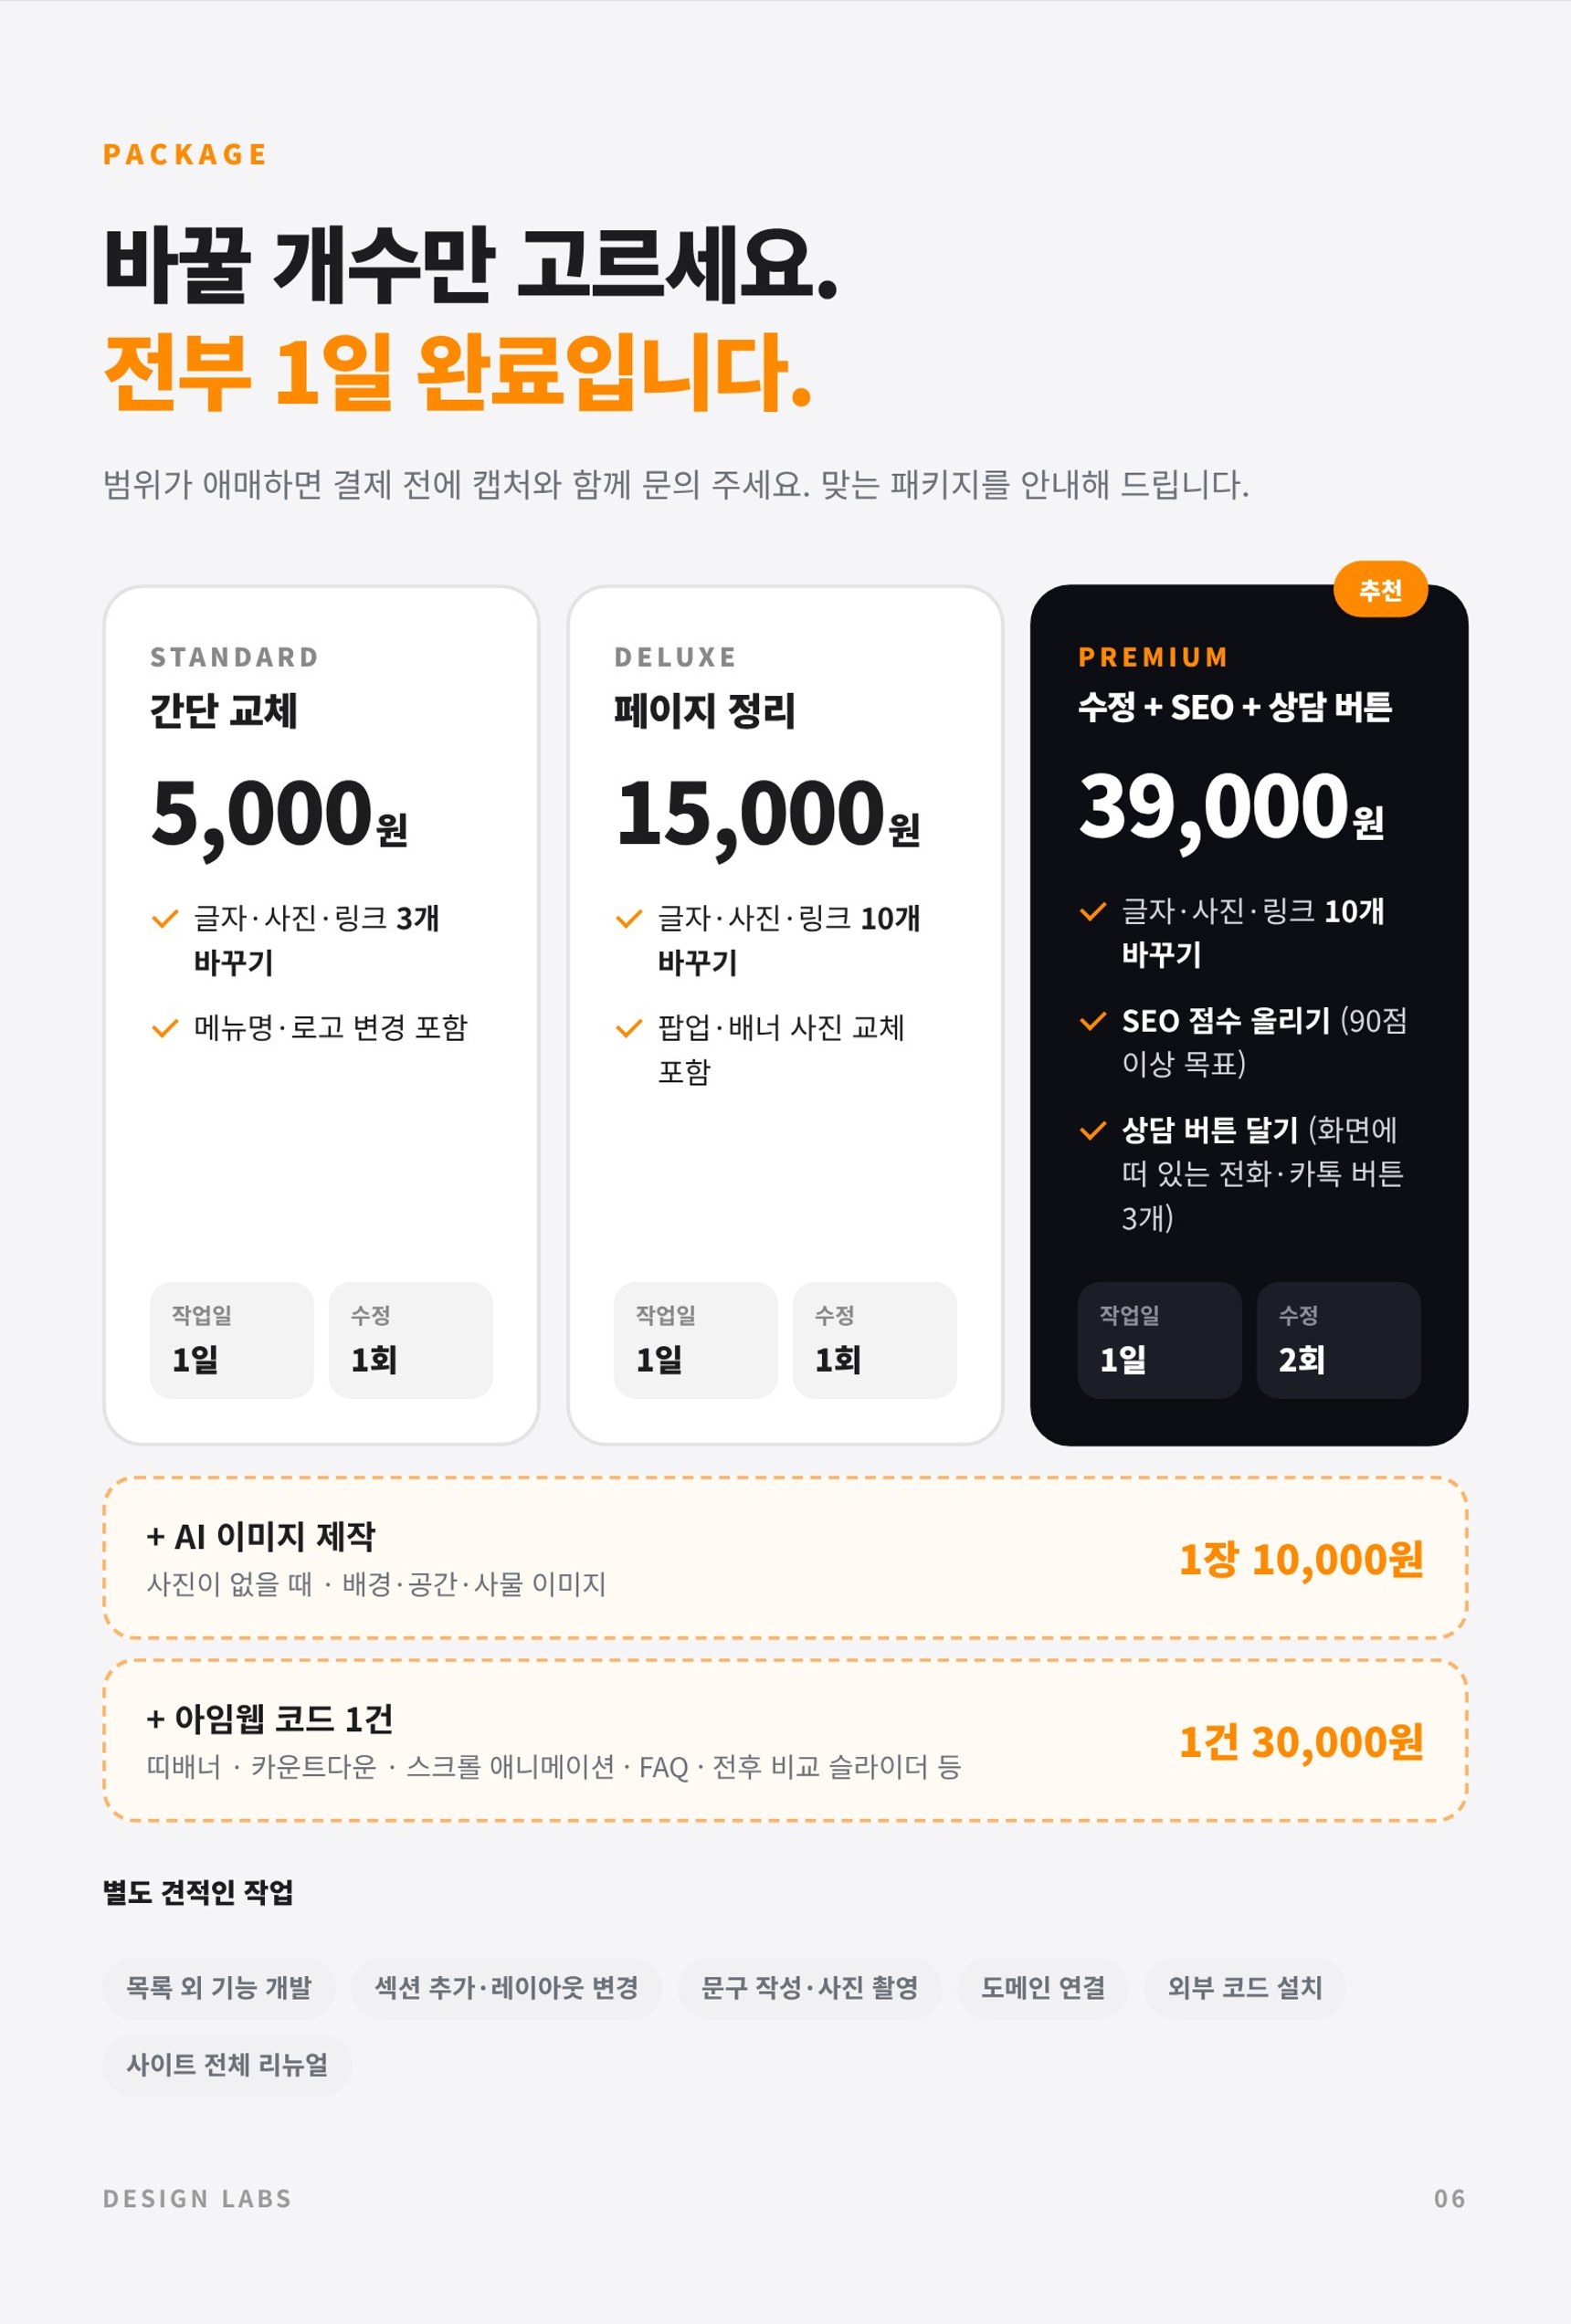 PACKAGE
바꿀 개수만 고르세요.
전부 1일 완료입니다.
범위가 애매하면 결제 전에 캡처와 함께 문의 주세요. 맞는 패키지를 안내해 드립니다.
STANDARD
간단 교체
5,000원
글자·사진·링크 3개
바꾸기
메뉴명·로고 변경 포함
작업일
1일
수정
1회
DELUXE
페이지 정리
15,000원
글자·사진·링크 10개
바꾸기
팝업·배너 사진 교체
포함
작업일
1일
수정
1회
추천
PREMIUM
수정 + SEO + 상담 버튼
39,000원
글자·사진·링크 10개
바꾸기
SEO 점수 올리기 (90점
이상 목표)
상담 버튼 달기 (화면에
떠 있는 전화·카톡 버튼
3개)
작업일
1일
수정
2회
+ AI 이미지 제작
사진이 없을 때 · 배경·공간·사물 이미지
1장 10,000원
+ 아임웹 코드 1건
띠배너 · 카운트다운 · 스크롤 애니메이션 · FAQ · 전후 비교 슬라이더 등
1건 30,000원
별도 견적인 작업
목록 외 기능 개발
섹션 추가·레이아웃 변경
문구 작성·사진 촬영
도메인 연결
외부 코드 설치
사이트 전체 리뉴얼
DESIGN LABS
06